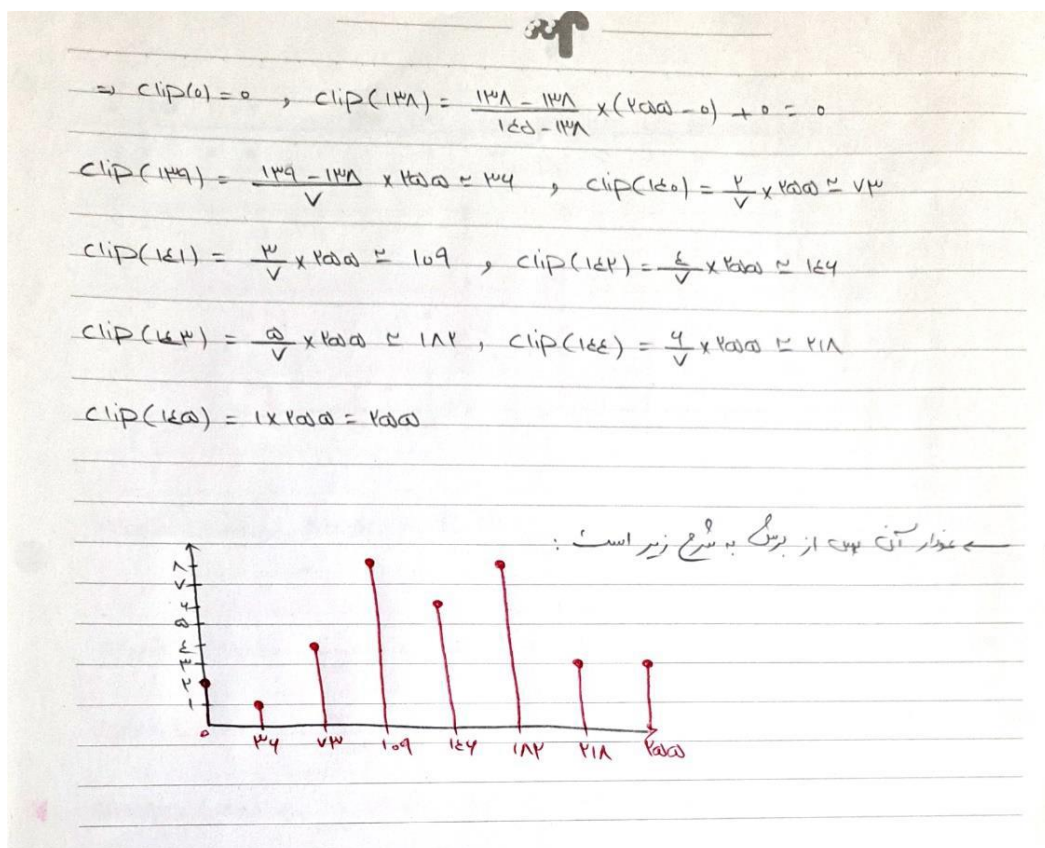 ⇒ clip(۰) = ۰ , clip(۱۳۸) = (۱۳۸ - ۱۳۸)/(۱۴۵ - ۱۳۸) × (۲۵۵ - ۰) + ۰ = ۰
clip(۱۳۹) = (۱۳۹ - ۱۳۸)/۷ × ۲۵۵ ≃ ۳۶ , clip(۱۴۰) = ۲/۷ × ۲۵۵ ≃ ۷۳
clip(۱۴۱) = ۳/۷ × ۲۵۵ ≃ ۱۰۹ , clip(۱۴۲) = ۴/۷ × ۲۵۵ ≃ ۱۴۶
clip(۱۴۳) = ۵/۷ × ۲۵۵ ≃ ۱۸۲ , clip(۱۴۴) = ۶/۷ × ۲۵۵ ≃ ۲۱۸
clip(۱۴۵) = ۱ × ۲۵۵ = ۲۵۵
⇐ نمودار آن پس از برش به شرح زیر است :
۸
۷
۶
۵
۴
۳
۲
۱
۰ ۳۶ ۷۳ ۱۰۹ ۱۴۶ ۱۸۲ ۲۱۸ ۲۵۵